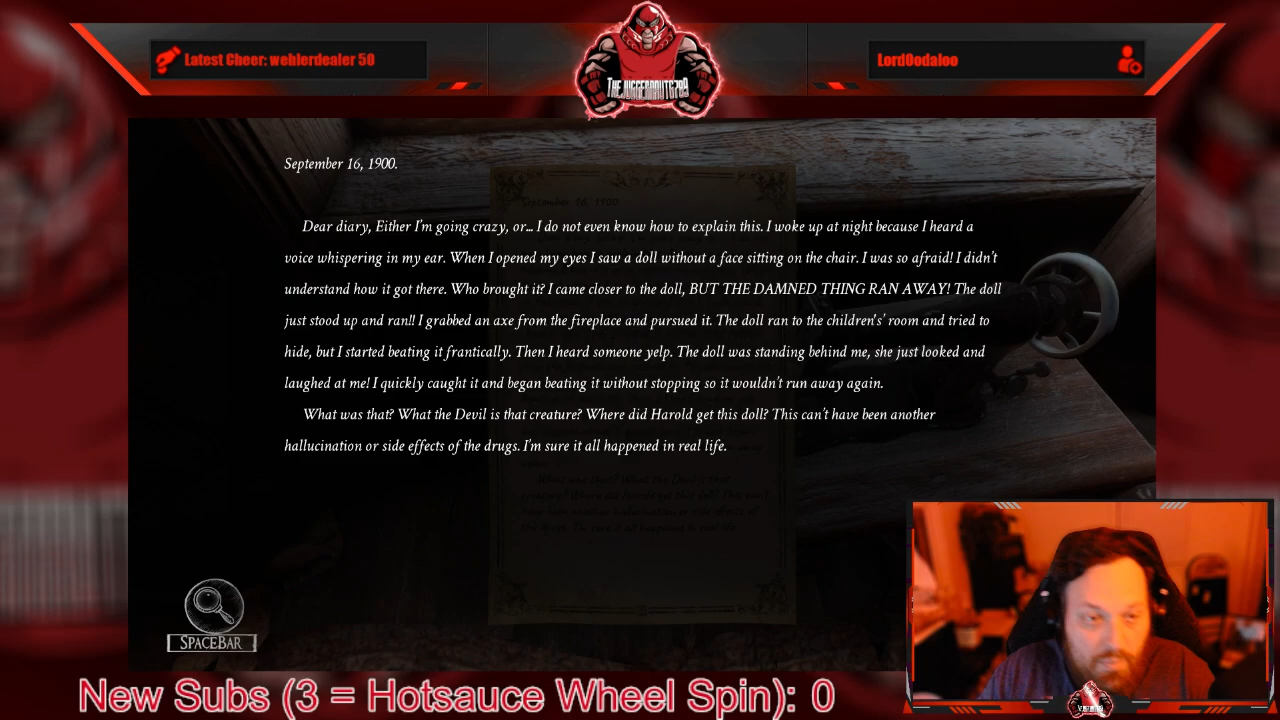 Latest Cheer: wehlerdealer 50
LordOodaloo
TheJuggernaut6789
September 16, 1900.
Dear diary, Either I'm going crazy, or... I do not even know how to explain this. I woke up at night because I heard a
voice whispering in my ear. When I opened my eyes I saw a doll without a face sitting on the chair. I was so afraid! I didn't
understand how it got there. Who brought it? I came closer to the doll, BUT THE DAMNED THING RAN AWAY! The doll
just stood up and ran!! I grabbed an axe from the fireplace and pursued it. The doll ran to the children's' room and tried to
hide, but I started beating it frantically. Then I heard someone yelp. The doll was standing behind me, she just looked and
laughed at me! I quickly caught it and began beating it without stopping so it wouldn't run away again.
What was that? What the Devil is that creature? Where did Harold get this doll? This can't have been another
hallucination or side effects of the drugs. I'm sure it all happened in real life.
SPACEBAR
New Subs (3 = Hotsauce Wheel Spin): 0